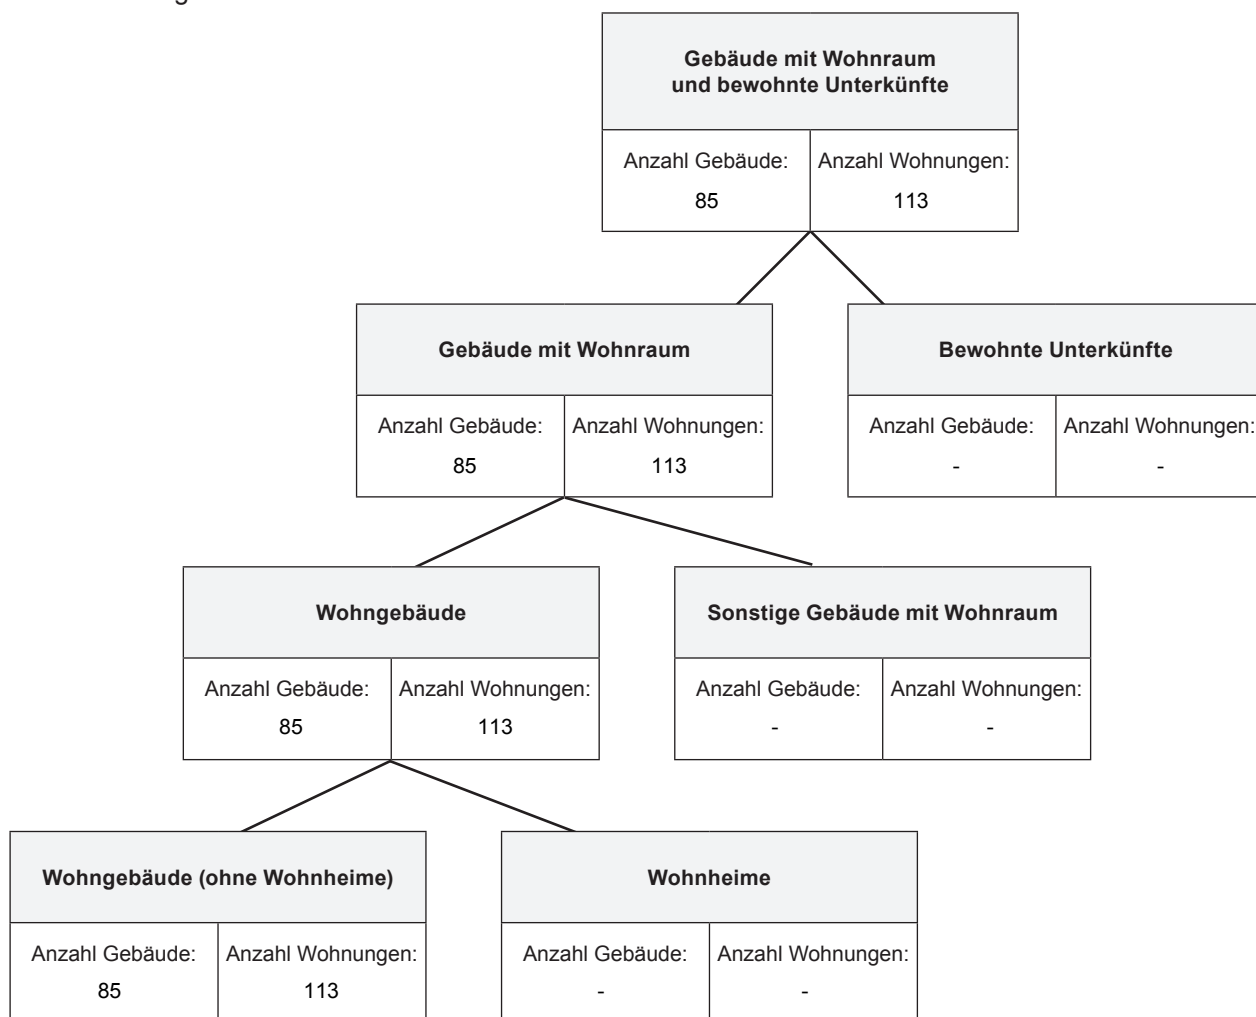 Gebäude mit Wohnraum
und bewohnte Unterkünfte
Anzahl Gebäude: Anzahl Wohnungen:
85 113
Gebäude mit Wohnraum
Anzahl Gebäude: Anzahl Wohnungen:
85 113
Bewohnte Unterkünfte
Anzahl Gebäude: Anzahl Wohnungen:
- -
Wohngebäude
Anzahl Gebäude: Anzahl Wohnungen:
85 113
Sonstige Gebäude mit Wohnraum
Anzahl Gebäude: Anzahl Wohnungen:
- -
Wohngebäude (ohne Wohnheime)
Anzahl Gebäude: Anzahl Wohnungen:
85 113
Wohnheime
Anzahl Gebäude: Anzahl Wohnungen:
- -